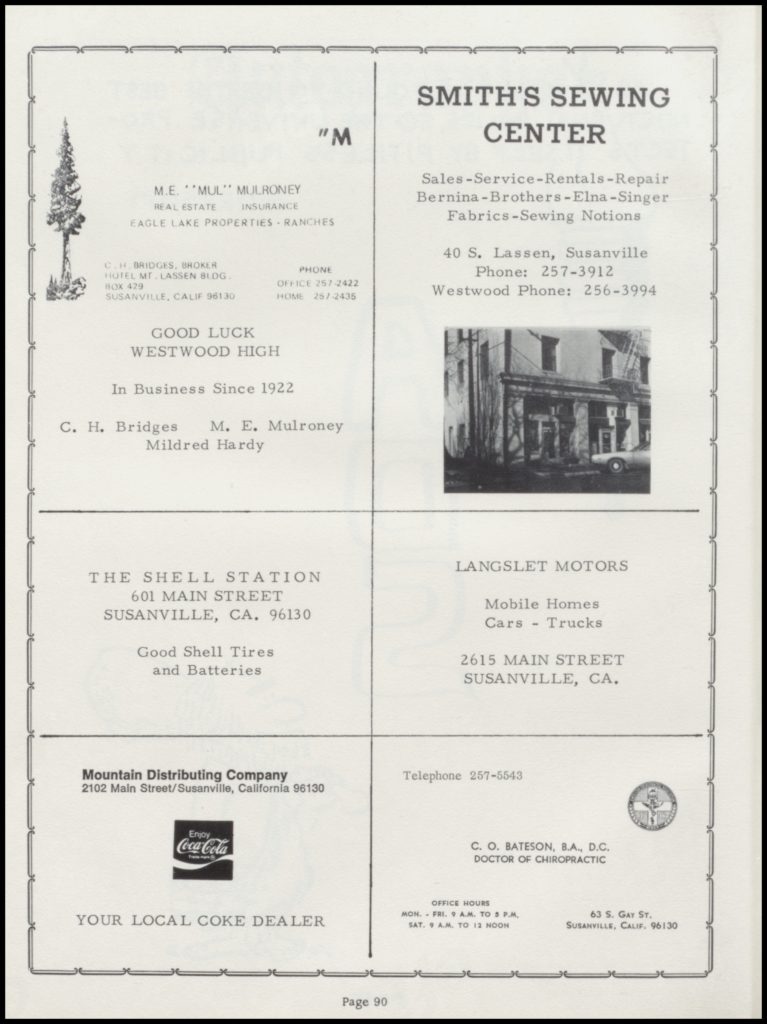 "M
M.E. ''MUL'' MULRONEY
REAL ESTATE INSURANCE
EAGLE LAKE PROPERTIES - RANCHES
C. H. BRIDGES, BROKER
HOTEL MT. LASSEN BLDG.
BOX 429
SUSANVILLE, CALIF 96130
PHONE
OFFICE 257-2422
HOME 257-2435
GOOD LUCK
WESTWOOD HIGH
In Business Since 1922
C. H. Bridges M. E. Mulroney
Mildred Hardy
SMITH'S SEWING
CENTER
Sales-Service-Rentals-Repair
Bernina-Brothers-Elna-Singer
Fabrics-Sewing Notions
40 S. Lassen, Susanville
Phone: 257-3912
Westwood Phone: 256-3994
THE SHELL STATION
601 MAIN STREET
SUSANVILLE, CA. 96130
Good Shell Tires
and Batteries
LANGSLET MOTORS
Mobile Homes
Cars - Trucks
2615 MAIN STREET
SUSANVILLE, CA.
Mountain Distributing Company
2102 Main Street/Susanville, California 96130
Enjoy
Coca-Cola
Trade-mark ®
YOUR LOCAL COKE DEALER
Telephone 257-5543
C. O. BATESON, B.A., D.C.
DOCTOR OF CHIROPRACTIC
OFFICE HOURS
MON. - FRI. 9 A.M. TO 5 P.M.
SAT. 9 A.M. TO 12 NOON
63 S. GAY ST.
SUSANVILLE, CALIF. 96130
Page 90